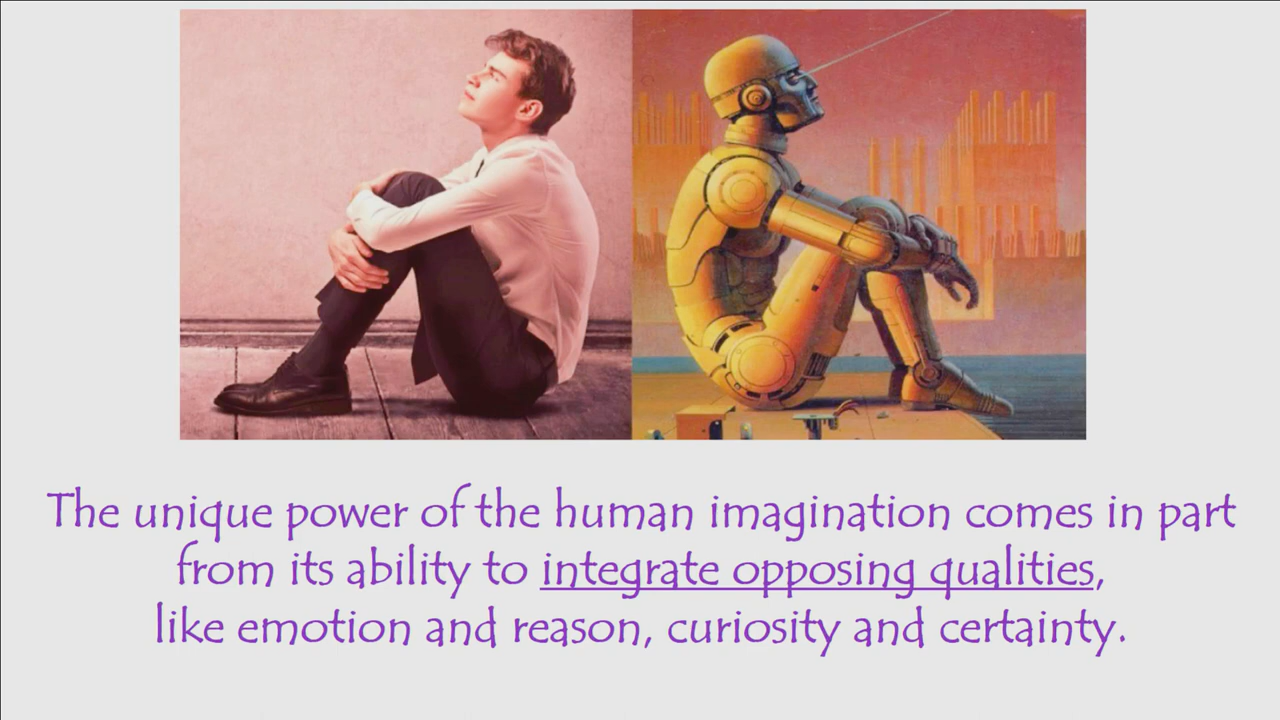 The unique power of the human imagination comes in part
from its ability to integrate opposing qualities,
like emotion and reason, curiosity and certainty.